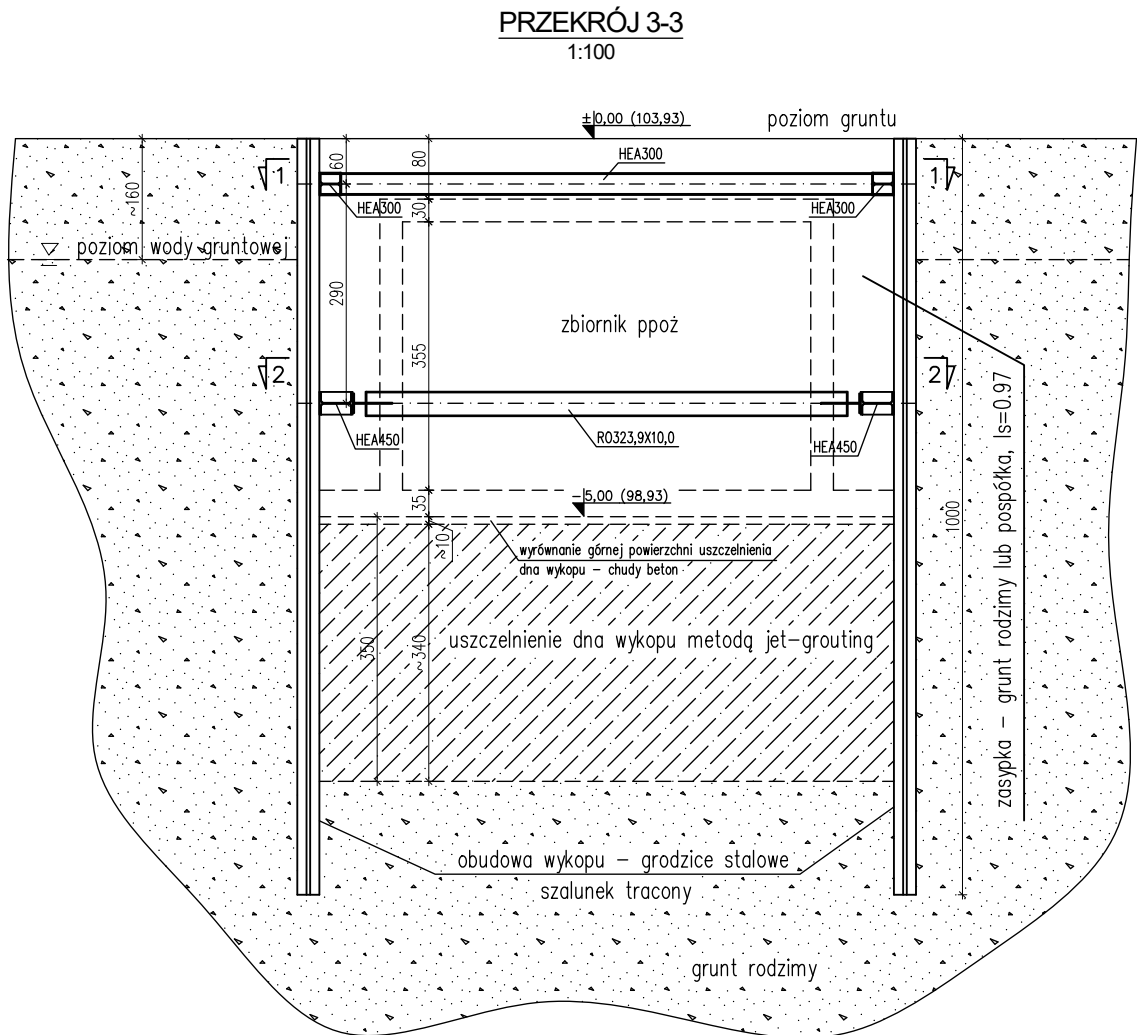 PRZEKRÓJ 3-3
1:100
±0,00 (103,93)
poziom gruntu
60
80
HEA300
1
1
~160
HEA300
30
HEA300
poziom wody gruntowej
290
zbiornik ppoż
355
2
2
HEA450
RO323,9X10,0
HEA450
-5,00 (98,93)
35
1000
~10
wyrównanie górnej powierzchni uszczelnienia
dna wykopu – chudy beton
zasypka – grunt rodzimy lub pospółka, Is=0.97
350
~340
uszczelnienie dna wykopu metodą jet-grouting
obudowa wykopu – grodzice stalowe
szalunek tracony
grunt rodzimy